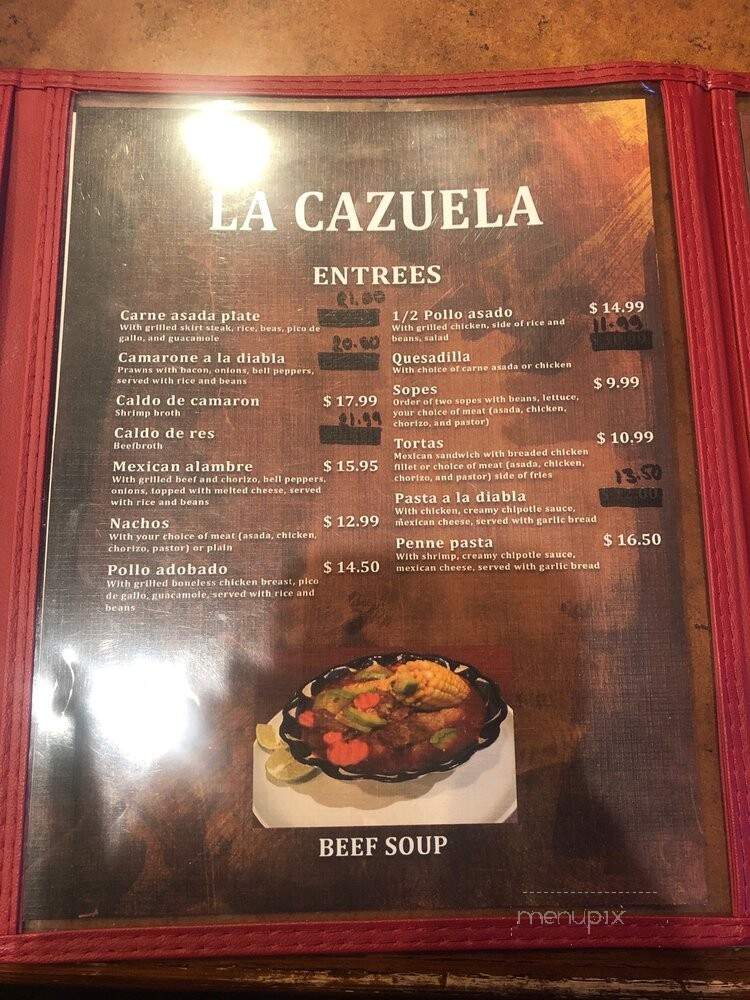 LA CAZUELA
ENTREES
Carne asada plate
With grilled skirt steak, rice, beas, pico de
gallo, and guacamole
20.00
Camarone a la diabla
Prawns with bacon, onions, bell peppers,
served with rice and beans
Caldo de camaron $ 17.99
Shrimp broth
Caldo de res
Beefbroth
Mexican alambre $ 15.95
With grilled beef and chorizo, bell peppers,
onions, topped with melted cheese, served
with rice and beans
Nachos $ 12.99
With your choice of meat (asada, chicken,
chorizo, pastor) or plain
Pollo adobado $ 14.50
With grilled boneless chicken breast, pico
de gallo, guacamole, served with rice and
beans
1/2 Pollo asado $ 14.99
With grilled chicken, side of rice and
beans, salad
11.99
Quesadilla
With choice of carne asada or chicken
Sopes $ 9.99
Order of two sopes with beans, lettuce,
your choice of meat (asada, chicken,
chorizo, and pastor)
Tortas $ 10.99
Mexican sandwich with breaded chicken
fillet or choice of meat (asada, chicken,
chorizo, and pastor) side of fries
13.50
Pasta a la diabla
With chicken, creamy chipotle sauce,
mexican cheese, served with garlic bread
Penne pasta $ 16.50
With shrimp, creamy chipotle sauce,
mexican cheese, served with garlic bread
BEEF SOUP
menupix